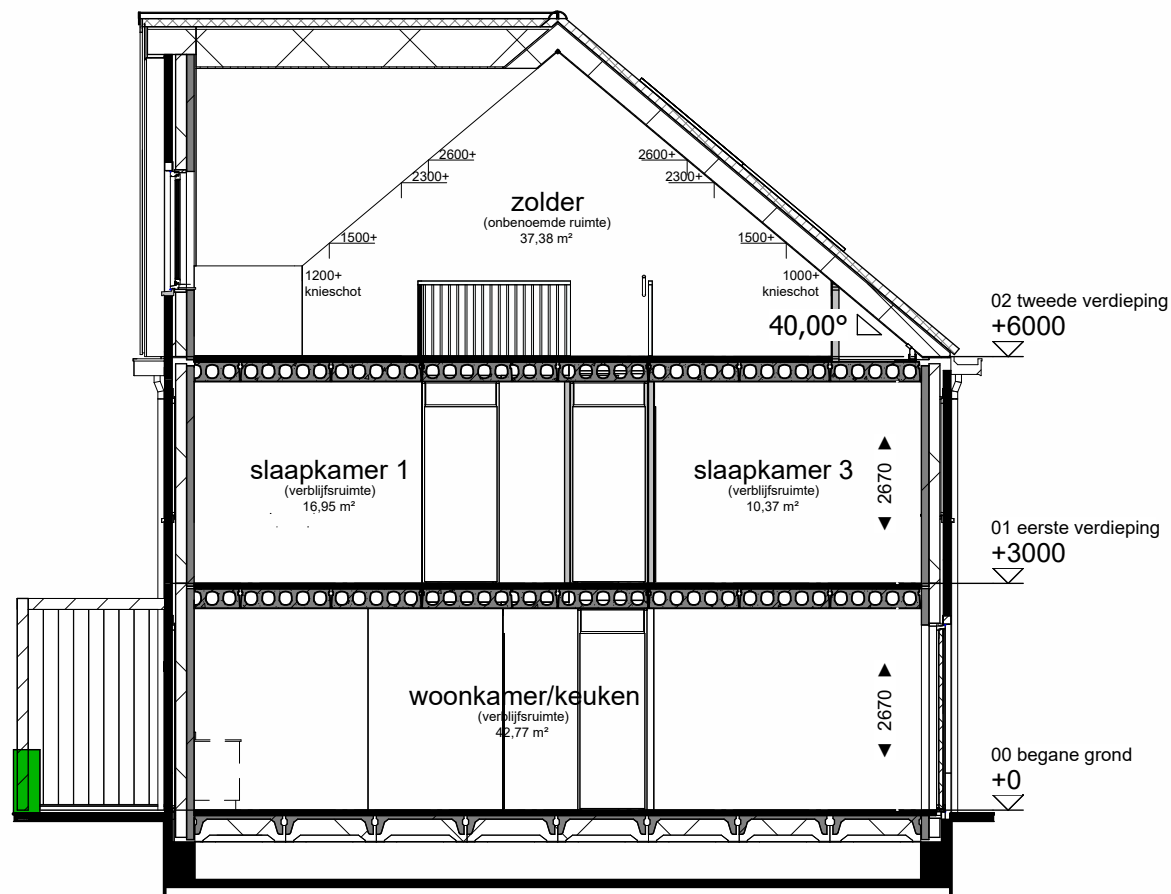 2600+
2600+
2300+
2300+
zolder
(onbenoemde ruimte)
37,38 m²
1500+
1500+
1200+
knieschot
1000+
knieschot
40,00°
02 tweede verdieping
+6000
slaapkamer 1
(verblijfsruimte)
16,95 m²
slaapkamer 3
(verblijfsruimte)
10,37 m²
2670
01 eerste verdieping
+3000
woonkamer/keuken
(verblijfsruimte)
42,77 m²
2670
00 begane grond
+0